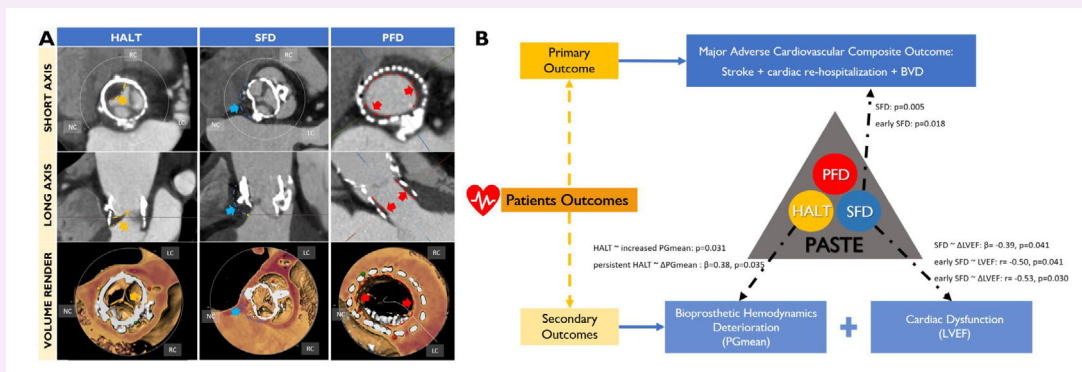 A
HALT
SFD
PFD
SHORT AXIS
RC
RC
NC
LC
NC
LC
LONG AXIS
VOLUME RENDER
LC
LC
RC
NC
NC
NC
RC
RC
LC
B
Primary
Outcome
Major Adverse Cardiovascular Composite Outcome:
Stroke + cardiac re-hospitalization + BVD
SFD: p=0.005
early SFD: p=0.018
Patients Outcomes
PFD
HALT
SFD
PASTE
HALT ~ increased PGmean: p=0.031
persistent HALT ~ ΔPGmean : β=0.38, p=0.035
SFD ~ ΔLVEF: β= -0.39, p=0.041
early SFD ~ LVEF: r= -0.50, p=0.041
early SFD ~ ΔLVEF: r= -0.53, p=0.030
Secondary
Outcomes
Bioprosthetic Hemodynamics
Deterioration
(PGmean)
Cardiac Dysfunction
(LVEF)